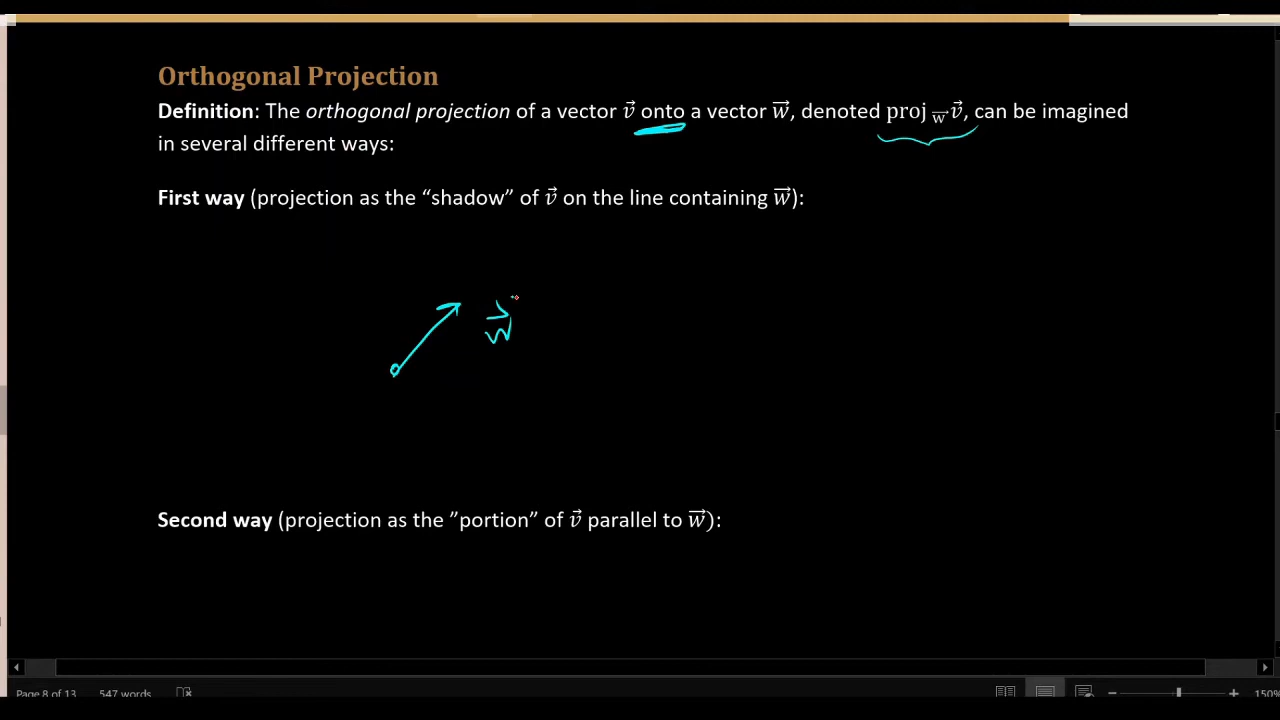 Orthogonal Projection
Definition: The orthogonal projection of a vector v⃗ onto a vector w⃗, denoted proj w⃗ v⃗, can be imagined
in several different ways:
First way (projection as the “shadow” of v⃗ on the line containing w⃗):
w⃗
Second way (projection as the ”portion” of v⃗ parallel to w⃗):
Page 8 of 13 547 words 150%